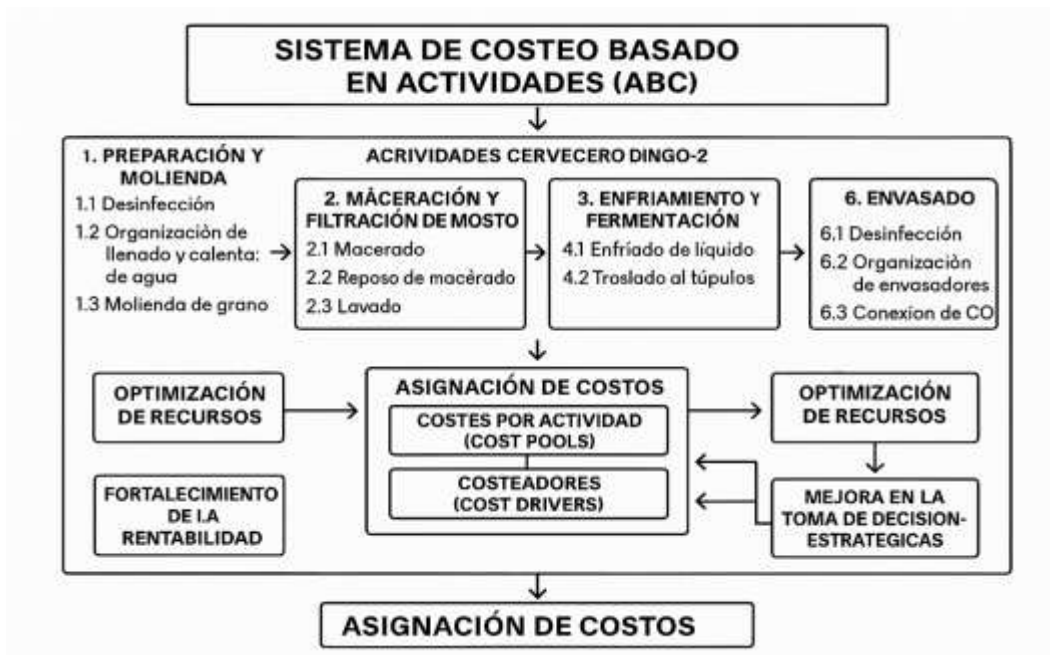 SISTEMA DE COSTEO BASADO
EN ACTIVIDADES (ABC)
ACRIVIDADES CERVECERO DINGO-2
1. PREPARACIÓN Y
MOLIENDA
1.1 Desinfección
1.2 Organizaciòn de
llenado y calenta:
de agua
1.3 Molienda de grano
2. MÁCERACIÓN Y
FILTRACIÓN DE MOSTO
2.1 Macerado
2.2 Reposo de macèrado
2.3 Lavado
3. ENFRIAMIENTO Y
FERMENTACIÓN
4.1 Enfríado de líquido
4.2 Troslado al túpulos
6. ENVASADO
6.1 Desinfección
6.2 Organizaciòn
de envasadores
6.3 Conexion de CO
OPTIMIZACIÓN
DE RECURSOS
ASIGNACIÓN DE COSTOS
COSTES POR ACTIVIDAD
(COST POOLS)
COSTEADORES
(COST DRIVERS)
OPTIMIZACIÓN
DE RECURSOS
FORTALECIMIENTO
DE I.A
RENTABILIDAD
MEJORA EN LA
TOMA DE DECISION-
ESTRATEGICAS
ASIGNACIÓN DE COSTOS